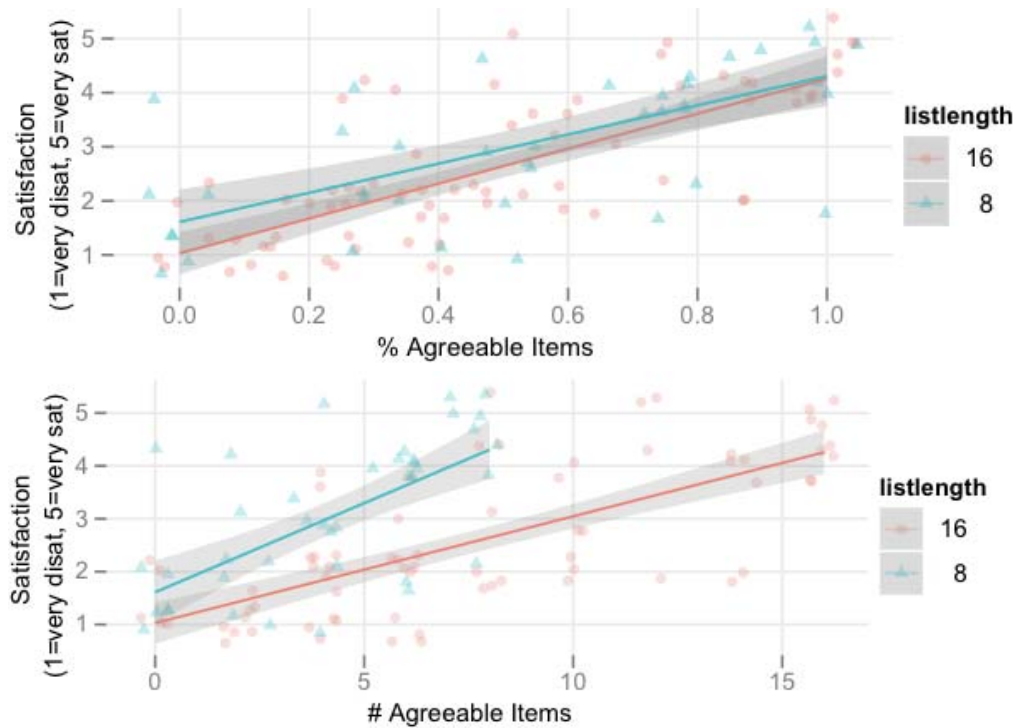 Satisfaction
(1=very disat, 5=very sat)
5
4
3
2
1
0.0 0.2 0.4 0.6 0.8 1.0
% Agreeable Items
listlength
16
8
Satisfaction
(1=very disat, 5=very sat)
5
4
3
2
1
0 5 10 15
# Agreeable Items
listlength
16
8